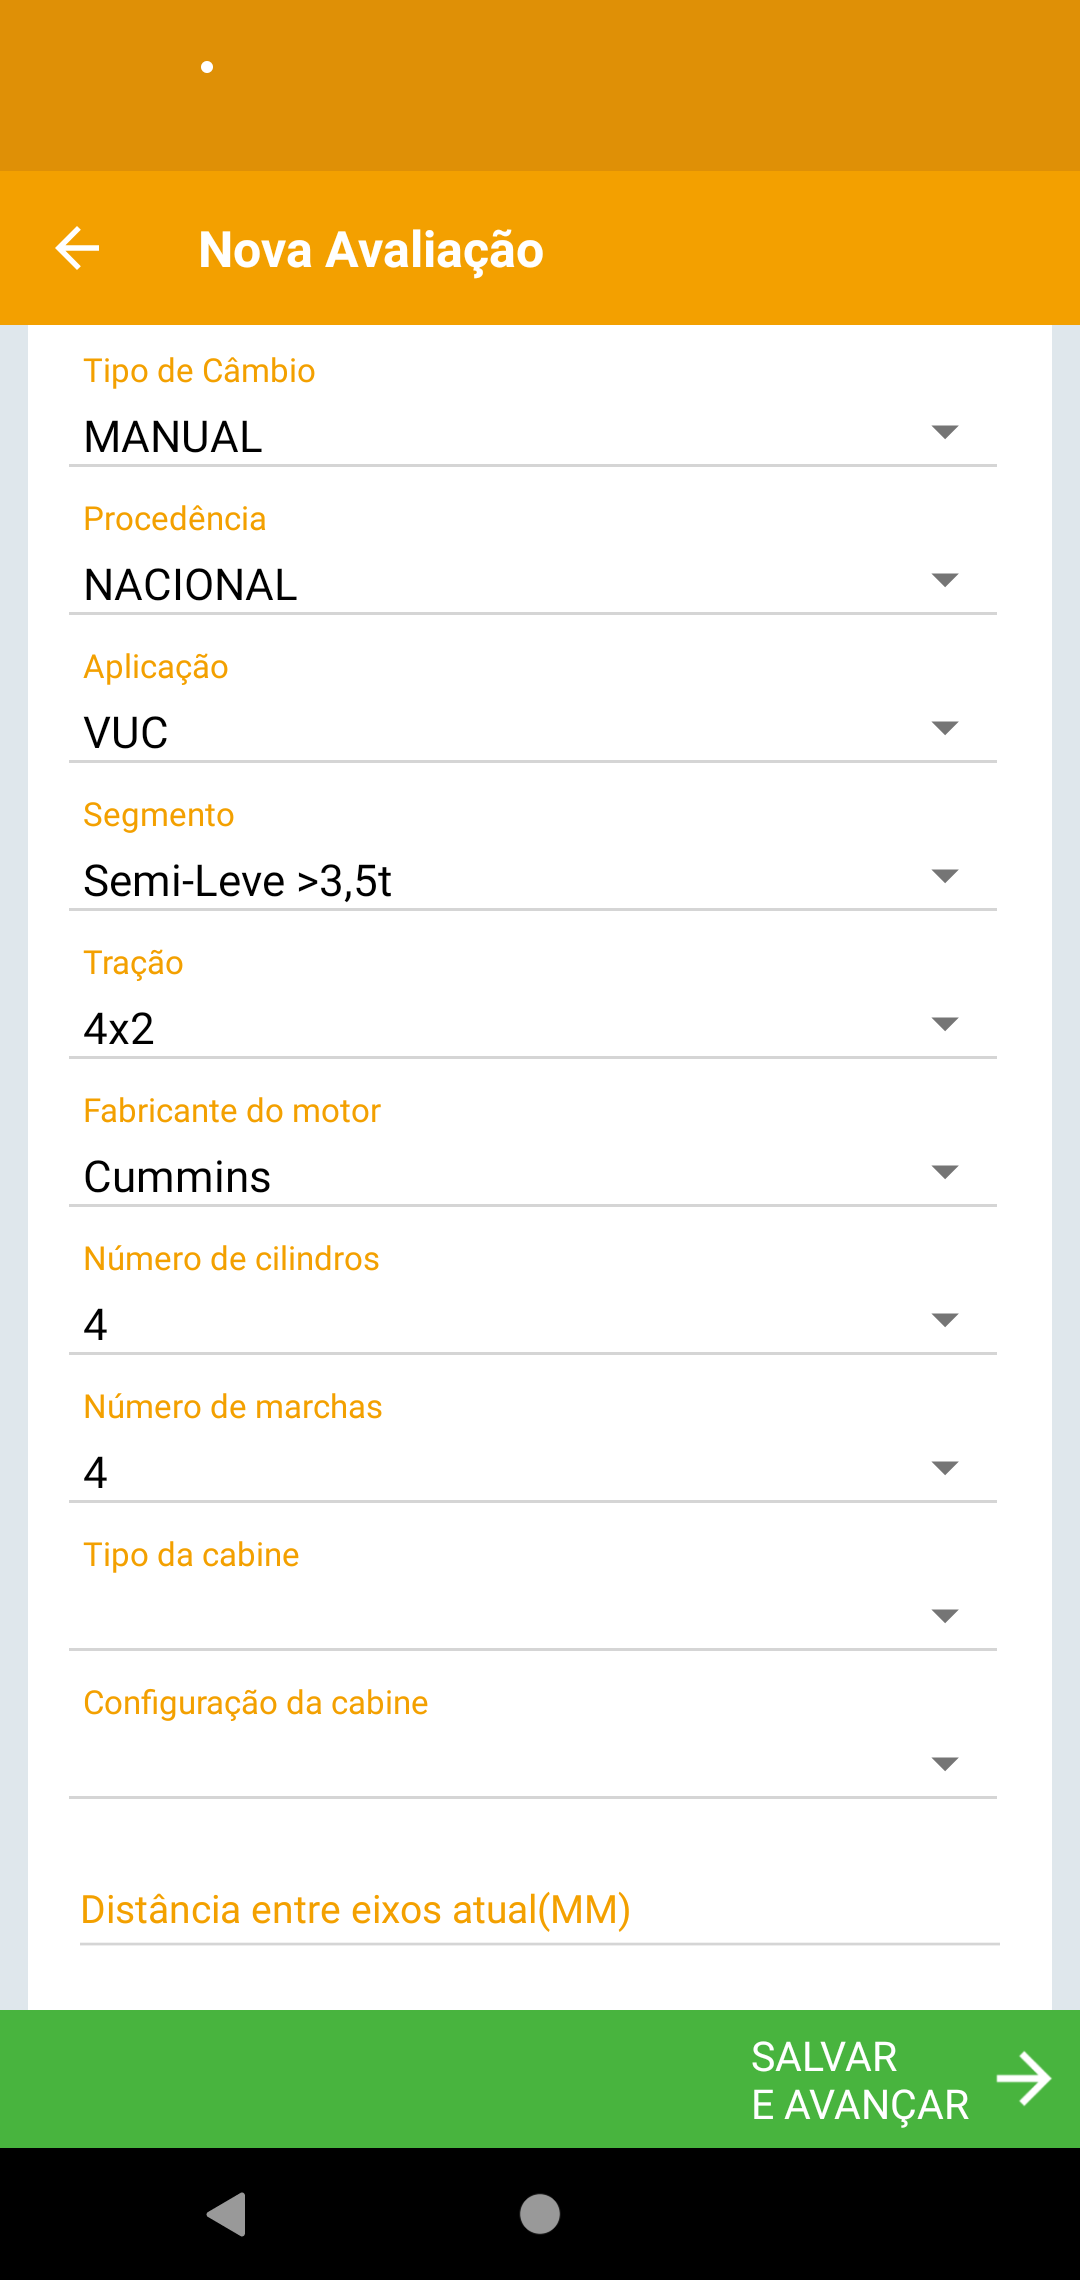 Nova Avaliação
Tipo de Câmbio
MANUAL
Procedência
NACIONAL
Aplicação
VUC
Segmento
Semi-Leve >3,5t
Tração
4x2
Fabricante do motor
Cummins
Número de cilindros
4
Número de marchas
4
Tipo da cabine
Configuração da cabine
Distância entre eixos atual(MM)
SALVAR
E AVANÇAR